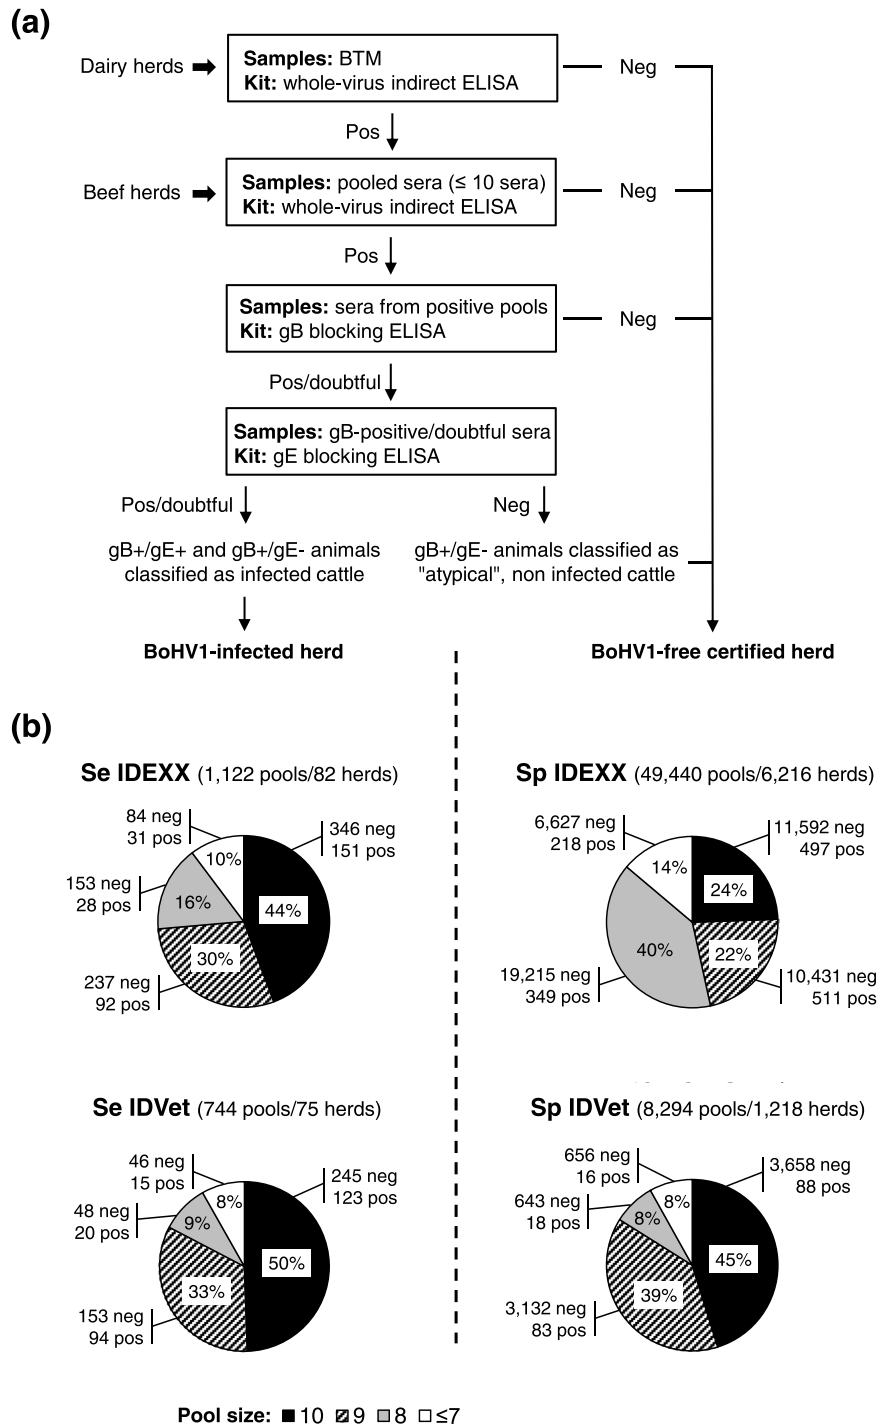 (a)
Dairy herds
Samples: BTM
Kit: whole-virus indirect ELISA
Neg
Pos
Beef herds
Samples: pooled sera (≤ 10 sera)
Kit: whole-virus indirect ELISA
Neg
Pos
Samples: sera from positive pools
Kit: gB blocking ELISA
Neg
Pos/doubtful
Samples: gB-positive/doubtful sera
Kit: gE blocking ELISA
Pos/doubtful
Neg
gB+/gE+ and gB+/gE- animals
classified as infected cattle
gB+/gE- animals classified as
"atypical", non infected cattle
BoHV1-infected herd
BoHV1-free certified herd
(b)
Se IDEXX (1,122 pools/82 herds)
84 neg
31 pos
346 neg
151 pos
153 neg
28 pos
237 neg
92 pos
10%
16%
44%
30%
Sp IDEXX (49,440 pools/6,216 herds)
6,627 neg
218 pos
11,592 neg
497 pos
19,215 neg
349 pos
10,431 neg
511 pos
14%
24%
40%
22%
Se IDVet (744 pools/75 herds)
46 neg
15 pos
245 neg
123 pos
48 neg
20 pos
153 neg
94 pos
8%
9%
50%
33%
Sp IDVet (8,294 pools/1,218 herds)
656 neg
16 pos
3,658 neg
88 pos
643 neg
18 pos
3,132 neg
83 pos
8%
8%
45%
39%
Pool size: 10 9 8 ≤7